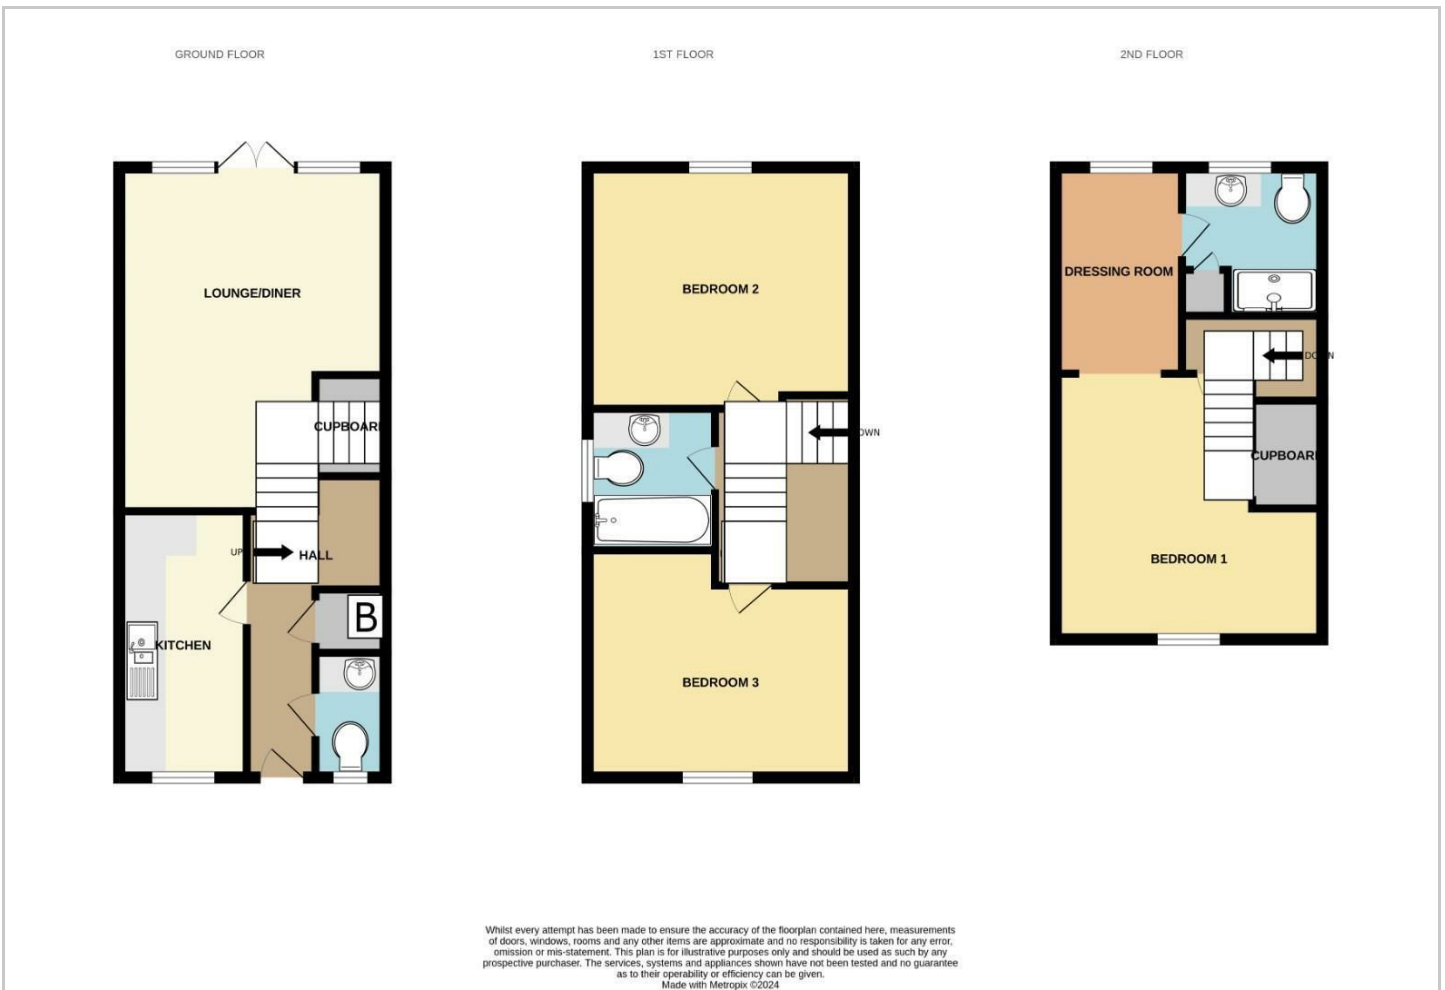 GROUND FLOOR
1ST FLOOR
2ND FLOOR
LOUNGE/DINER
CUPBOAR
UP
HALL
B
KITCHEN
BEDROOM 2
OWN
BEDROOM 3
DRESSING ROOM
DOWN
CUPBOAR
BEDROOM 1
Whilst every attempt has been made to ensure the accuracy of the floorplan contained here, measurements
of doors, windows, rooms and any other items are approximate and no responsibility is taken for any error,
omission or mis-statement. This plan is for illustrative purposes only and should be used as such by any
prospective purchaser. The services, systems and appliances shown have not been tested and no guarantee
as to their operability or efficiency can be given.
Made with Metropix ©2024